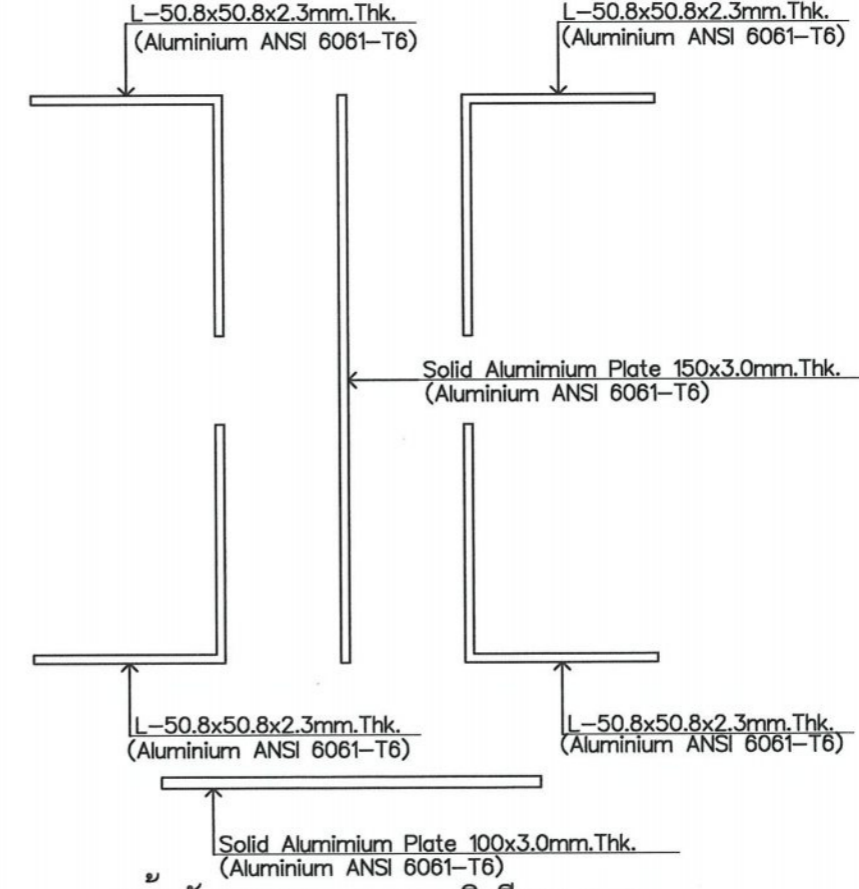 L-50.8x50.8x2.3mm.Thk.
(Aluminium ANSI 6061-T6)
L-50.8x50.8x2.3mm.Thk.
(Aluminium ANSI 6061-T6)
Solid Alumimium Plate 150x3.0mm.Thk.
(Aluminium ANSI 6061-T6)
L-50.8x50.8x2.3mm.Thk.
(Aluminium ANSI 6061-T6)
L-50.8x50.8x2.3mm.Thk.
(Aluminium ANSI 6061-T6)
Solid Alumimium Plate 100x3.0mm.Thk.
(Aluminium ANSI 6061-T6)